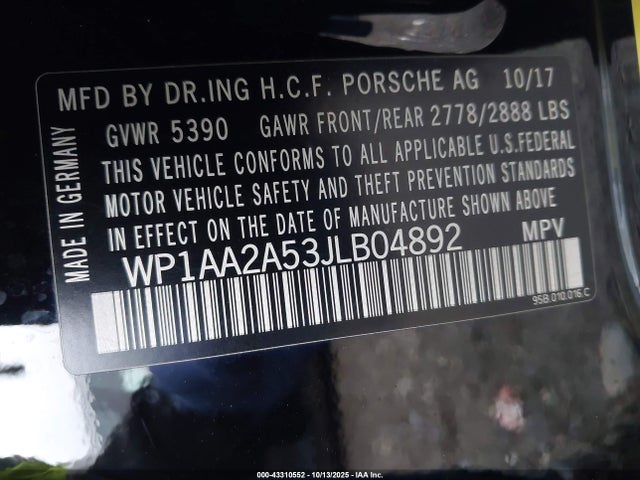 MFD BY DR.ING H.C.F. PORSCHE AG 10/17
GVWR 5390 GAWR FRONT/REAR 2778/2888 LBS
THIS VEHICLE CONFORMS TO ALL APPLICABLE U.S.FEDERAL
MOTOR VEHICLE SAFETY AND THEFT PREVENTION STANDARDS
IN EFFECT ON THE DATE OF MANUFACTURE SHOWN ABOVE
WP1AA2A53JLB04892 MPV
MADE IN GERMANY
95B.010.016.C
000-43310552 - 10/13/2025 - IAA Inc.